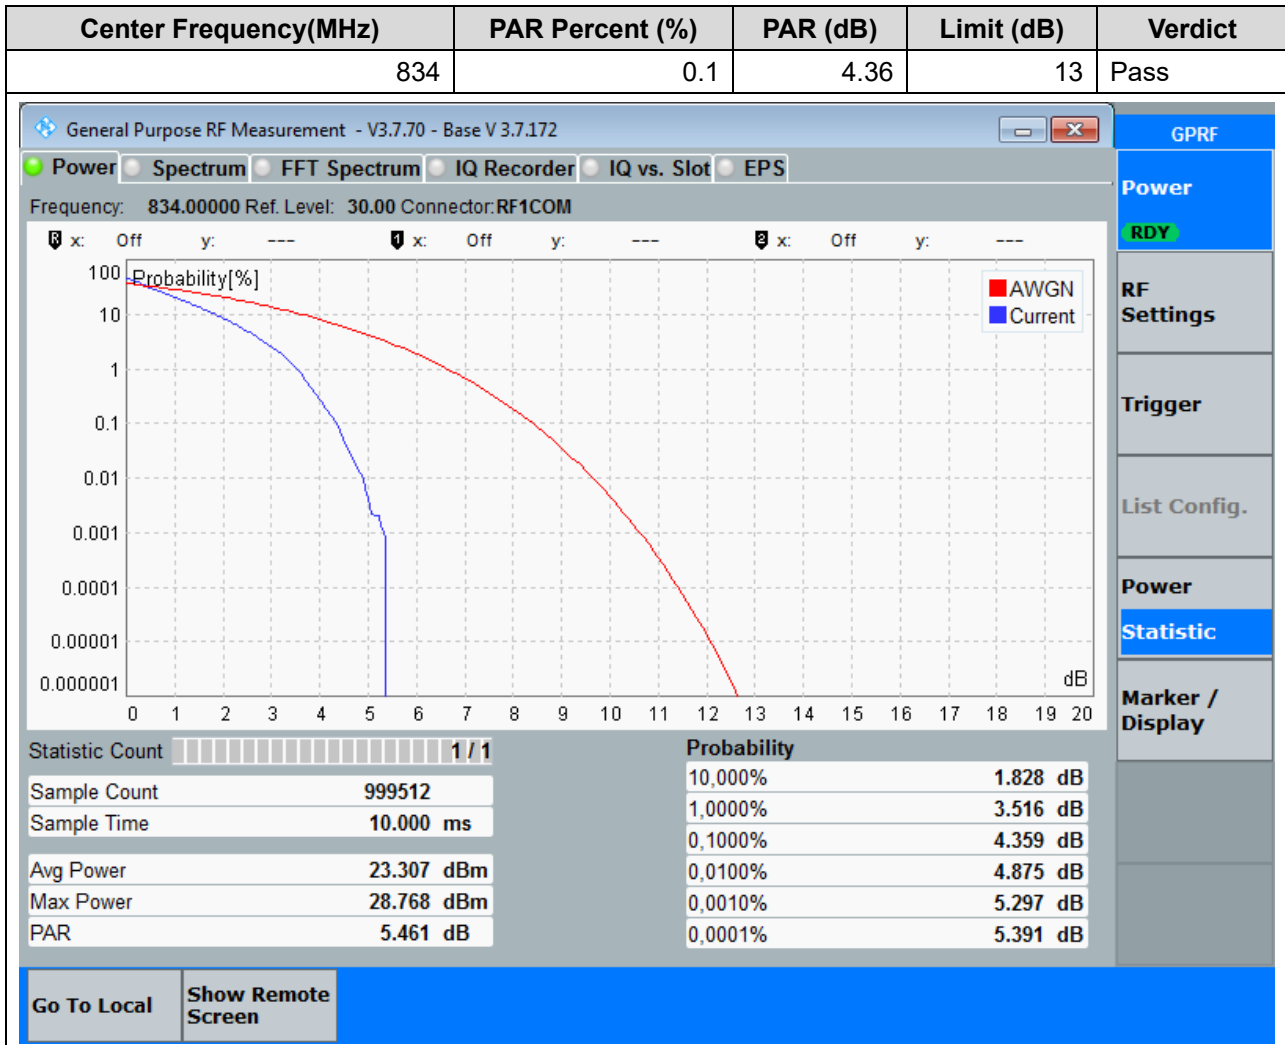 Center Frequency(MHz) PAR Percent (%) PAR (dB) Limit (dB) Verdict
834 0.1 4.36 13 Pass
General Purpose RF Measurement - V3.7.70 - Base V 3.7.172
GPRF
Power Spectrum FFT Spectrum IQ Recorder IQ vs. Slot EPS
Frequency: 834.00000 Ref. Level: 30.00 Connector:RF1COM
R x: Off y: --- 1 x: Off y: --- 2 x: Off y: ---
Probability[%]
100
10
1
0.1
0.01
0.001
0.0001
0.00001
0.000001
AWGN
Current
dB
0 1 2 3 4 5 6 7 8 9 10 11 12 13 14 15 16 17 18 19 20
Statistic Count 1 / 1
Sample Count 999512
Sample Time 10.000 ms
Avg Power 23.307 dBm
Max Power 28.768 dBm
PAR 5.461 dB
Probability
10,000% 1.828 dB
1,0000% 3.516 dB
0,1000% 4.359 dB
0,0100% 4.875 dB
0,0010% 5.297 dB
0,0001% 5.391 dB
Power
RDY
RF
Settings
Trigger
List Config.
Power
Statistic
Marker /
Display
Go To Local
Show Remote
Screen